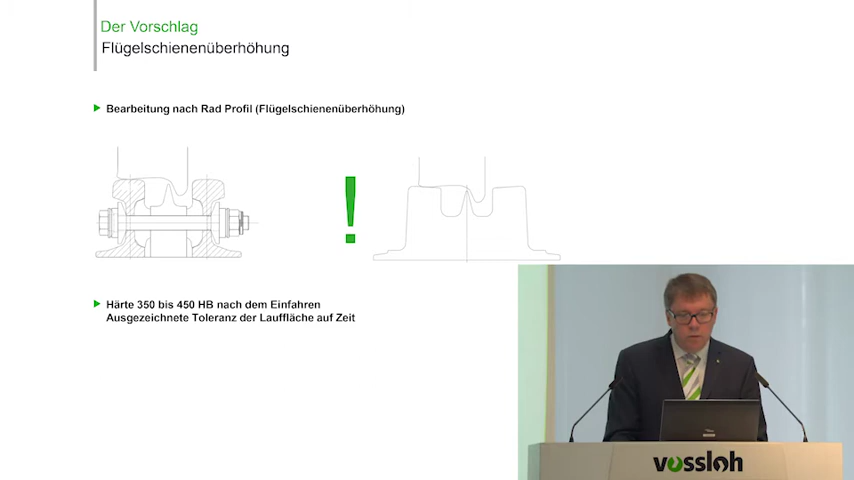 Der Vorschlag
Flügelschienenüberhöhung
Bearbeitung nach Rad Profil (Flügelschienenüberhöhung)
!
Härte 350 bis 450 HB nach dem Einfahren
Ausgezeichnete Toleranz der Lauffläche auf Zeit
vossloh